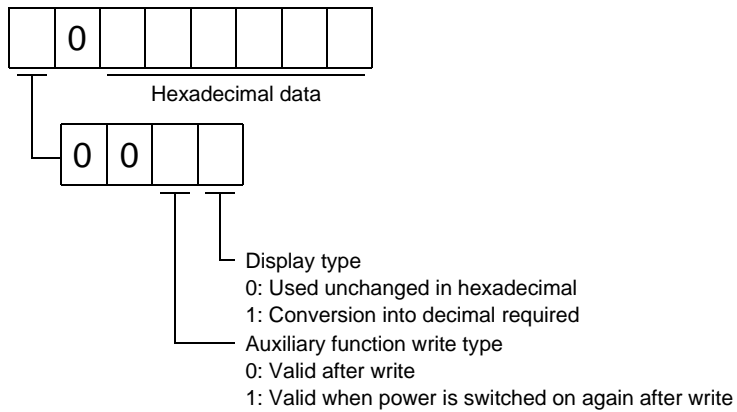 0
Hexadecimal data
0 0
Display type
0: Used unchanged in hexadecimal
1: Conversion into decimal required
Auxiliary function write type
0: Valid after write
1: Valid when power is switched on again after write